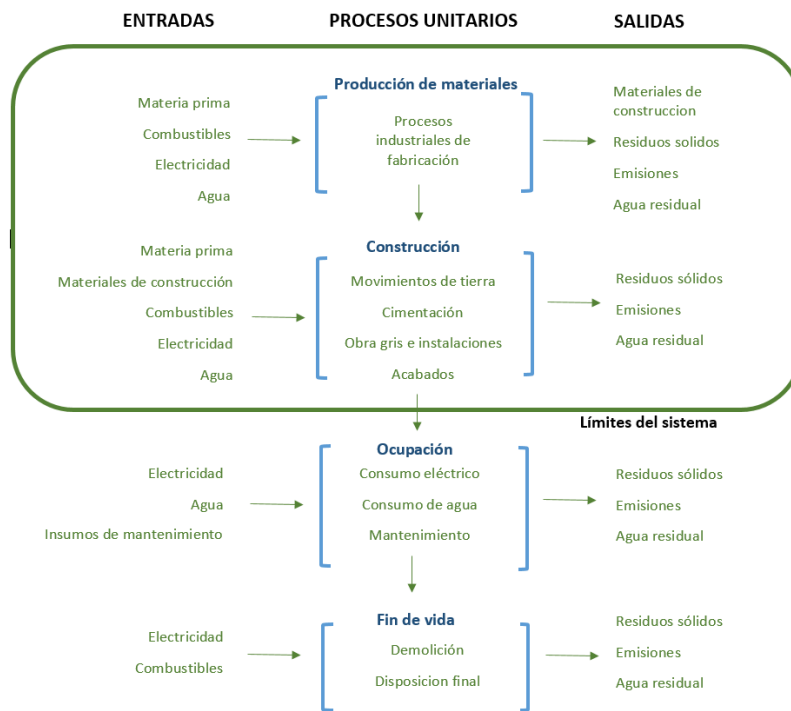 ENTRADAS
PROCESOS UNITARIOS
SALIDAS
Producción de materiales
Materia prima
Combustibles
Electricidad
Agua
Procesos
industriales de
fabricación
Materiales de
construccion
Residuos solidos
Emisiones
Agua residual
Construcción
Materia prima
Materiales de construcción
Combustibles
Electricidad
Agua
Movimientos de tierra
Cimentación
Obra gris e instalaciones
Acabados
Residuos sólidos
Emisiones
Agua residual
Límites del sistema
Ocupación
Electricidad
Agua
Insumos de mantenimiento
Consumo eléctrico
Consumo de agua
Mantenimiento
Residuos sólidos
Emisiones
Agua residual
Fin de vida
Electricidad
Combustibles
Demolición
Disposicion final
Residuos sólidos
Emisiones
Agua residual